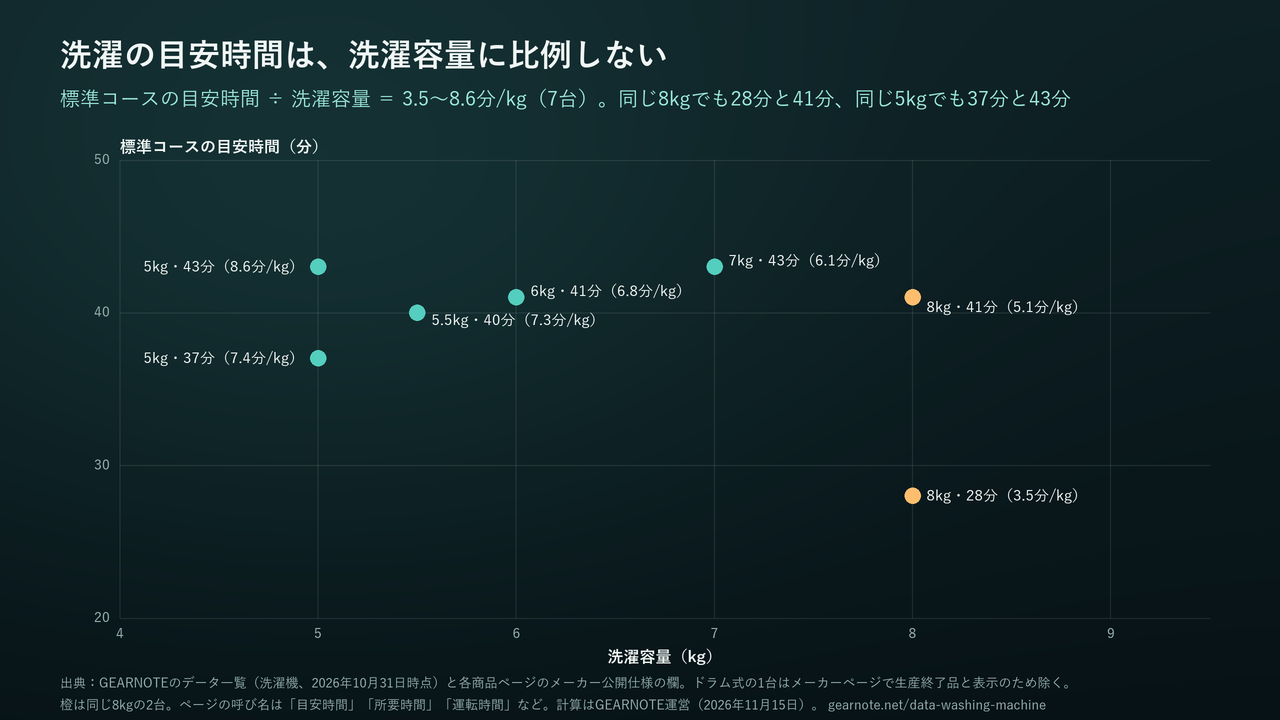 洗濯の目安時間は、洗濯容量に比例しない
標準コースの目安時間 ÷ 洗濯容量 = 3.5〜8.6分/kg（7台）。同じ8kgでも28分と41分、同じ5kgでも37分と43分
標準コースの目安時間（分）
50
5kg・43分（8.6分/kg）
7kg・43分（6.1分/kg）
6kg・41分（6.8分/kg）
8kg・41分（5.1分/kg）
40
5.5kg・40分（7.3分/kg）
5kg・37分（7.4分/kg）
30
8kg・28分（3.5分/kg）
20
4 5 6 7 8 9
洗濯容量（kg）
出典：GEARNOTEのデータ一覧（洗濯機、2026年10月31日時点）と各商品ページのメーカー公開仕様の欄。ドラム式の1台はメーカーページで生産終了品と表示のため除く。
橙は同じ8kgの2台。ページの呼び名は「目安時間」「所要時間」「運転時間」など。計算はGEARNOTE運営（2026年11月15日）。 gearnote.net/data-washing-machine